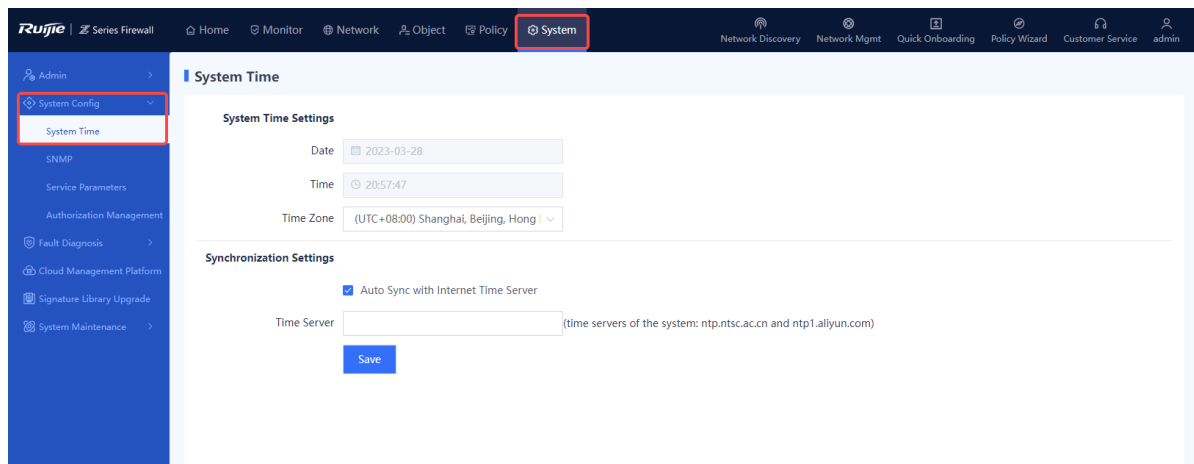 Ruijie | Z Series Firewall
Home Monitor Network Object Policy System
Network Discovery Network Mgmt Quick Onboarding Policy Wizard Customer Service admin
Admin
System Config
System Time
SNMP
Service Parameters
Authorization Management
Fault Diagnosis
Cloud Management Platform
Signature Library Upgrade
System Maintenance
System Time
System Time Settings
Date 2023-03-28
Time 20:57:47
Time Zone (UTC+08:00) Shanghai, Beijing, Hong
Synchronization Settings
Auto Sync with Internet Time Server
Time Server (time servers of the system: ntp.ntsc.ac.cn and ntp1.aliyun.com)
Save